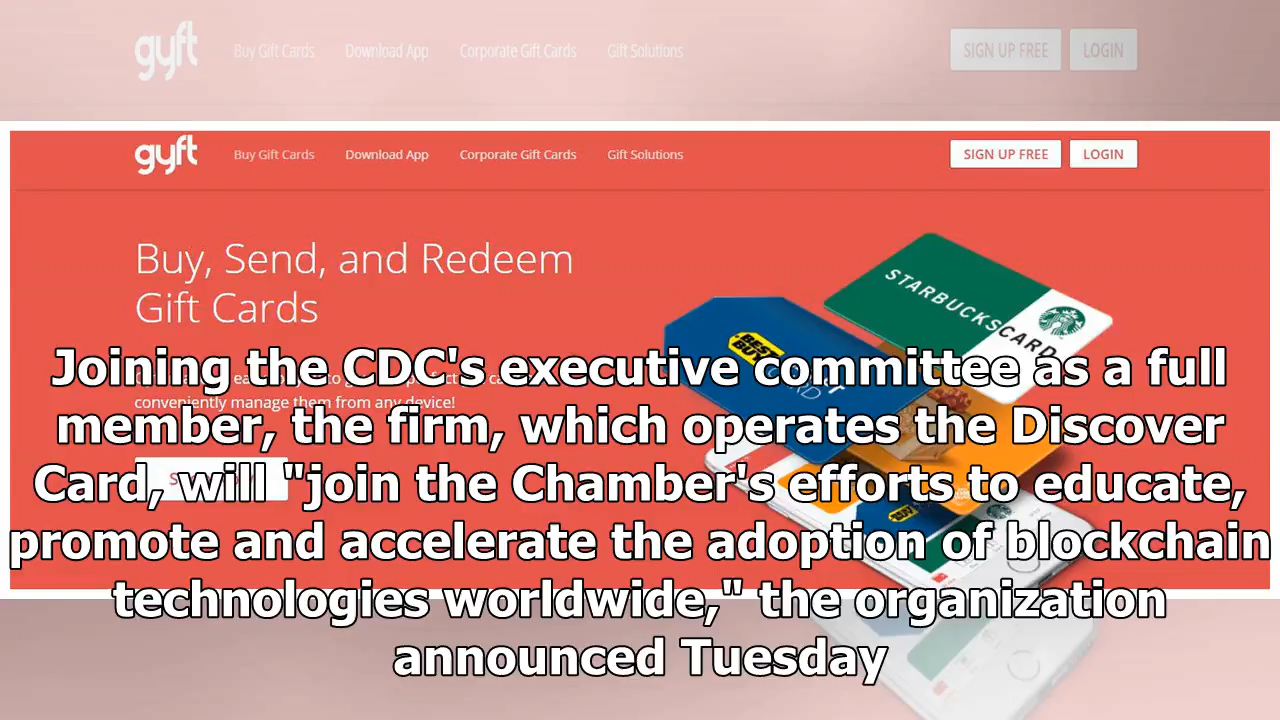 gyft Buy Gift Cards Download App Corporate Gift Cards Gift Solutions SIGN UP FREE LOGIN
gyft Buy Gift Cards Download App Corporate Gift Cards Gift Solutions SIGN UP FREE LOGIN
Buy, Send, and Redeem
Gift Cards
STARBUCKS CARD
BEST BUY
conveniently manage them from any device!
Joining the CDC's executive committee as a full
member, the firm, which operates the Discover
Card, will "join the Chamber's efforts to educate,
promote and accelerate the adoption of blockchain
technologies worldwide," the organization
announced Tuesday